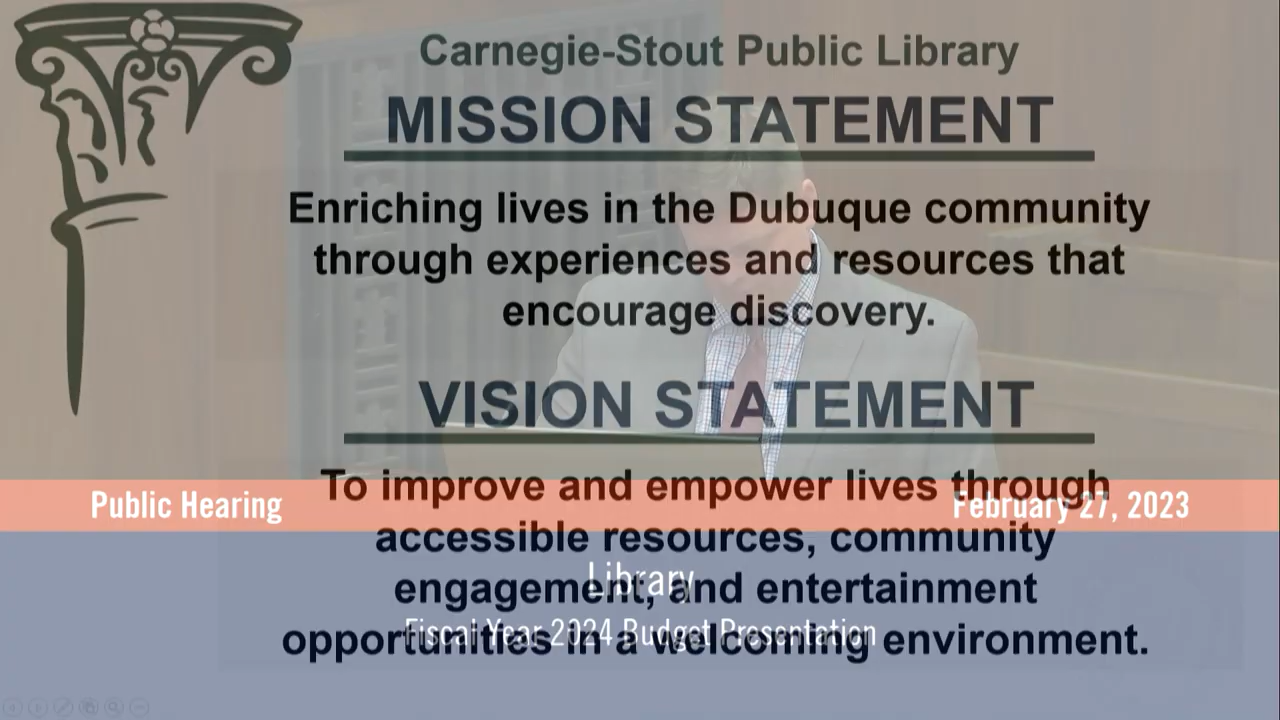 Carnegie-Stout Public Library
MISSION STATEMENT
Enriching lives in the Dubuque community
through experiences and resources that
encourage discovery.
VISION STATEMENT
To improve and empower lives through
Public Hearing
February 27, 2023
accessible resources, community
Library
engagement, and entertainment
Fiscal Year 2024 Budget Presentation
opportunities in a welcoming environment.